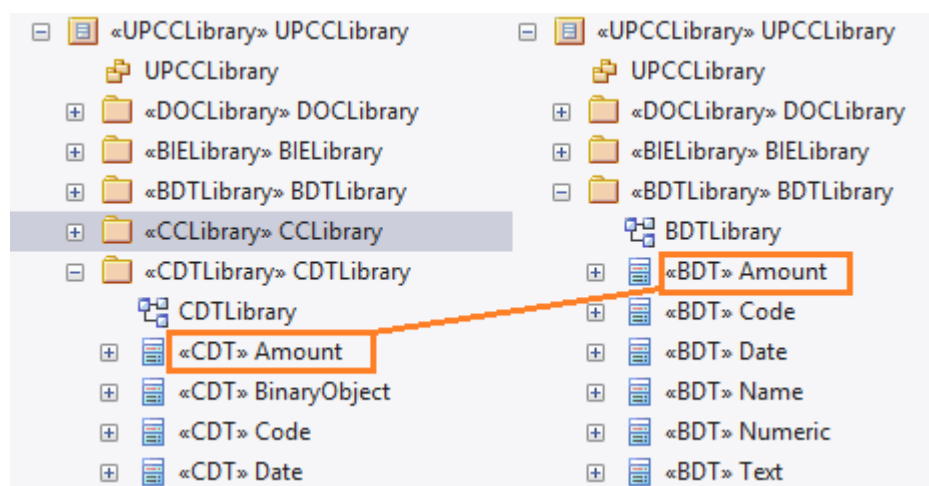 «UPCCLibrary» UPCCLibrary
UPCCLibrary
«DOCLibrary» DOCLibrary
«BIELibrary» BIELibrary
«BDTLibrary» BDTLibrary
«CCLibrary» CCLibrary
«CDTLibrary» CDTLibrary
CDTLibrary
«CDT» Amount
«CDT» BinaryObject
«CDT» Code
«CDT» Date
«UPCCLibrary» UPCCLibrary
UPCCLibrary
«DOCLibrary» DOCLibrary
«BIELibrary» BIELibrary
«BDTLibrary» BDTLibrary
BDTLibrary
«BDT» Amount
«BDT» Code
«BDT» Date
«BDT» Name
«BDT» Numeric
«BDT» Text